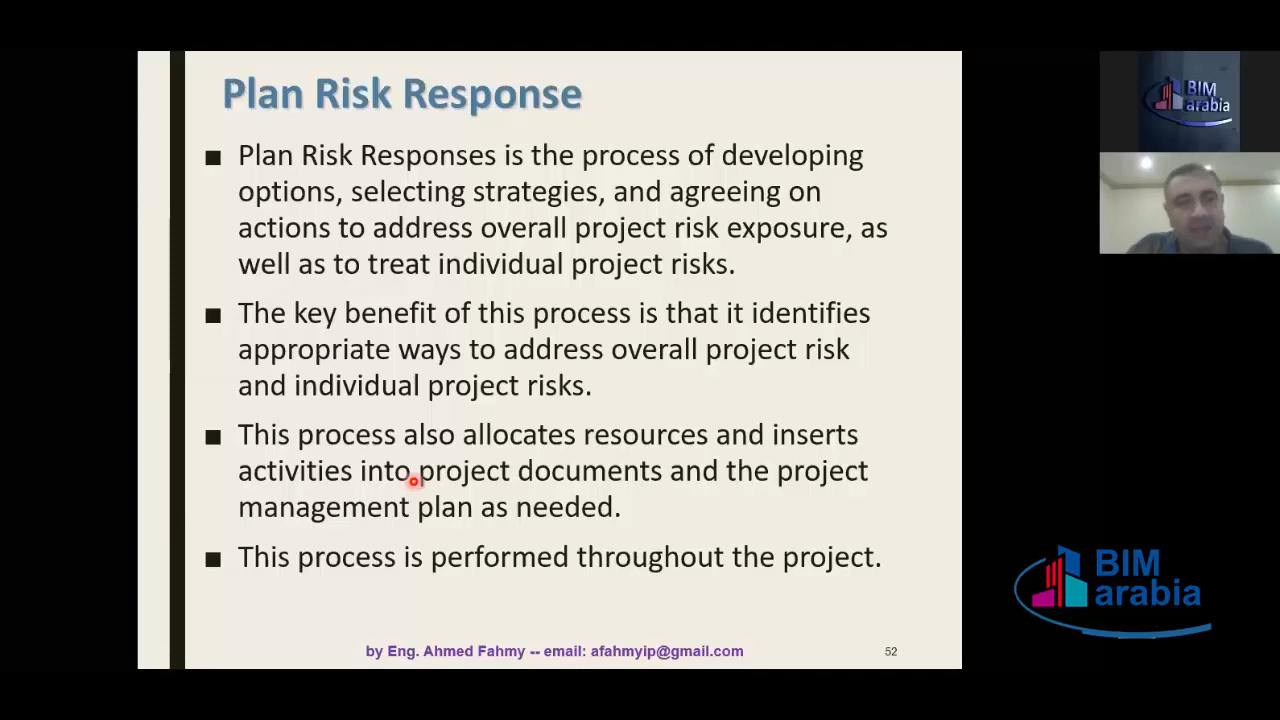 Plan Risk Response
■ Plan Risk Responses is the process of developing
options, selecting strategies, and agreeing on
actions to address overall project risk exposure, as
well as to treat individual project risks.
■ The key benefit of this process is that it identifies
appropriate ways to address overall project risk
and individual project risks.
■ This process also allocates resources and inserts
activities into project documents and the project
management plan as needed.
■ This process is performed throughout the project.
by Eng. Ahmed Fahmy -- email: afahmyip@gmail.com
52
BIM
arabia
BIM
arabia